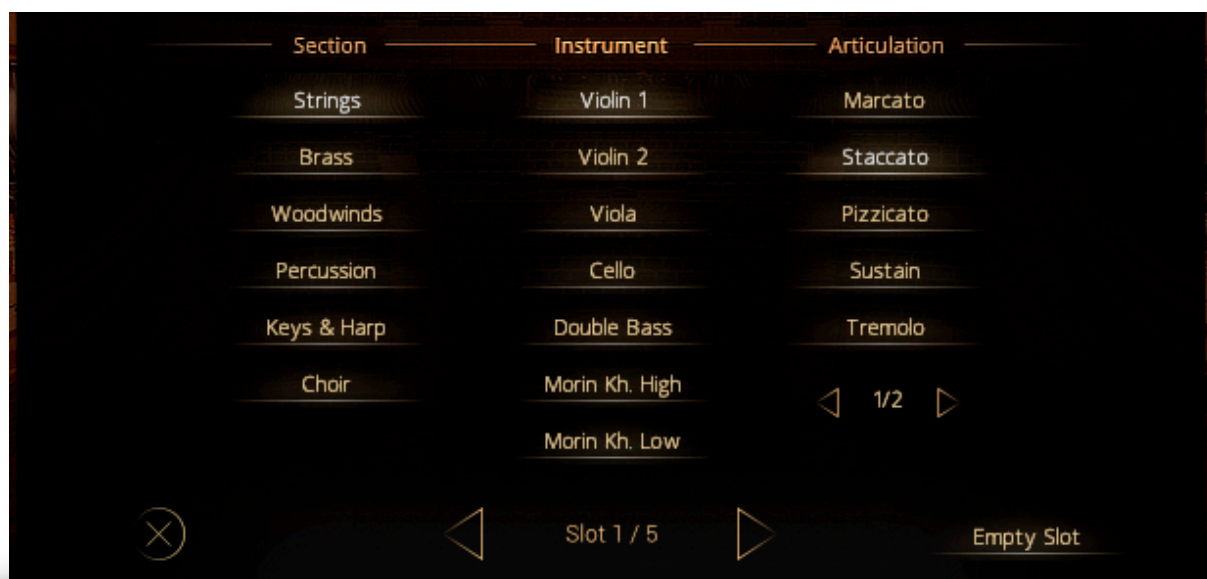 Section Instrument Articulation
Strings Violin 1 Marcato
Brass Violin 2 Staccato
Woodwinds Viola Pizzicato
Percussion Cello Sustain
Keys & Harp Double Bass Tremolo
Choir Morin Kh. High 1/2
Morin Kh. Low
Slot 1 / 5 Empty Slot